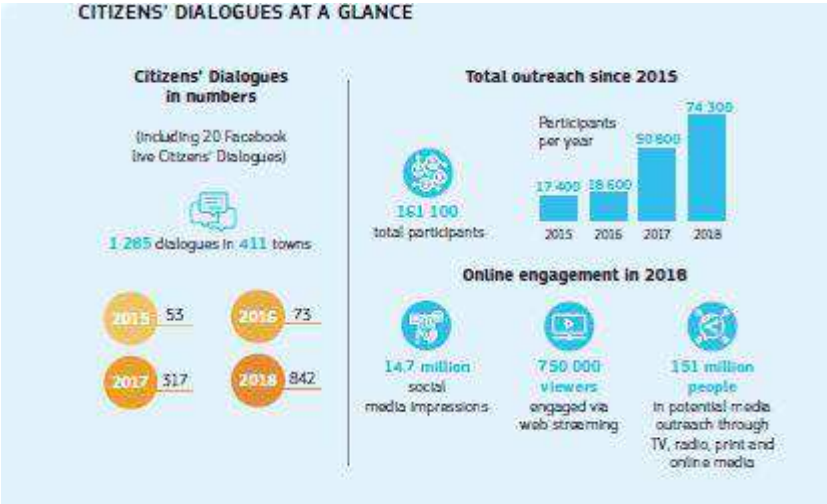 CITIZENS' DIALOGUES AT A GLANCE
Citizens' Dialogues
in numbers
(including 20 Facebook
live Citizens' Dialogues)
1 285 dialogues in 411 towns
2015 53
2016 73
2017 317
2018 842
Total outreach since 2015
161 100
total participants
Participants
per year
17 400 18 600 50 800 74 300
2015 2016 2017 2018
Online engagement in 2018
14.7 million
social
media impressions
750 000
viewers
engaged via
web streaming
151 million
people
in potential media
outreach through
TV, radio, print and
online media